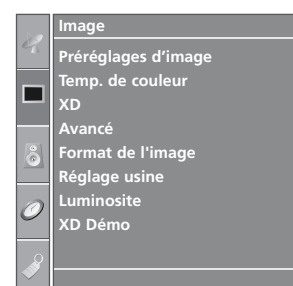 Image
Préréglages d’image
Temp. de couleur
XD
Avancé
Format de l'image
Réglage usine
Luminosite
XD Démo